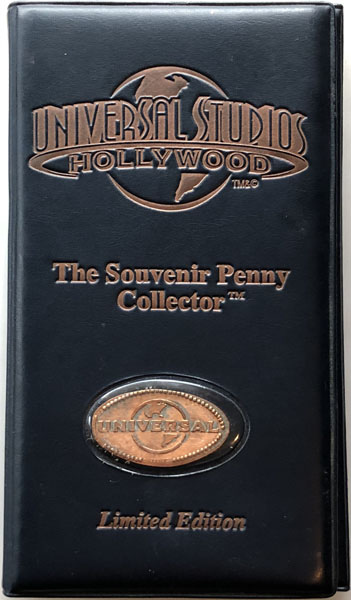 UNIVERSAL STUDIOS
HOLLYWOOD
TM&©
The Souvenir Penny
Collector™
UNIVERSAL
Limited Edition